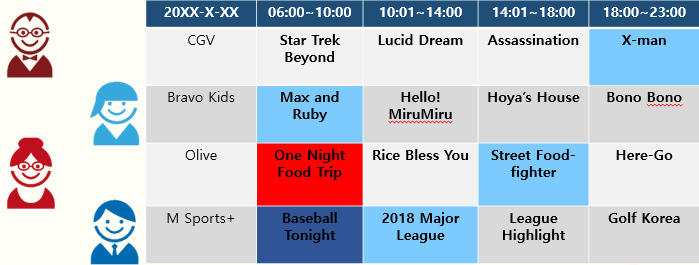 20XX-X-XX 06:00~10:00 10:01~14:00 14:01~18:00 18:00~23:00
CGV Star Trek Beyond Lucid Dream Assassination X-man
Bravo Kids Max and Ruby Hello! MiruMiru Hoya's House Bono Bono
Olive One Night Food Trip Rice Bless You Street Food-fighter Here-Go
M Sports+ Baseball Tonight 2018 Major League League Highlight Golf Korea